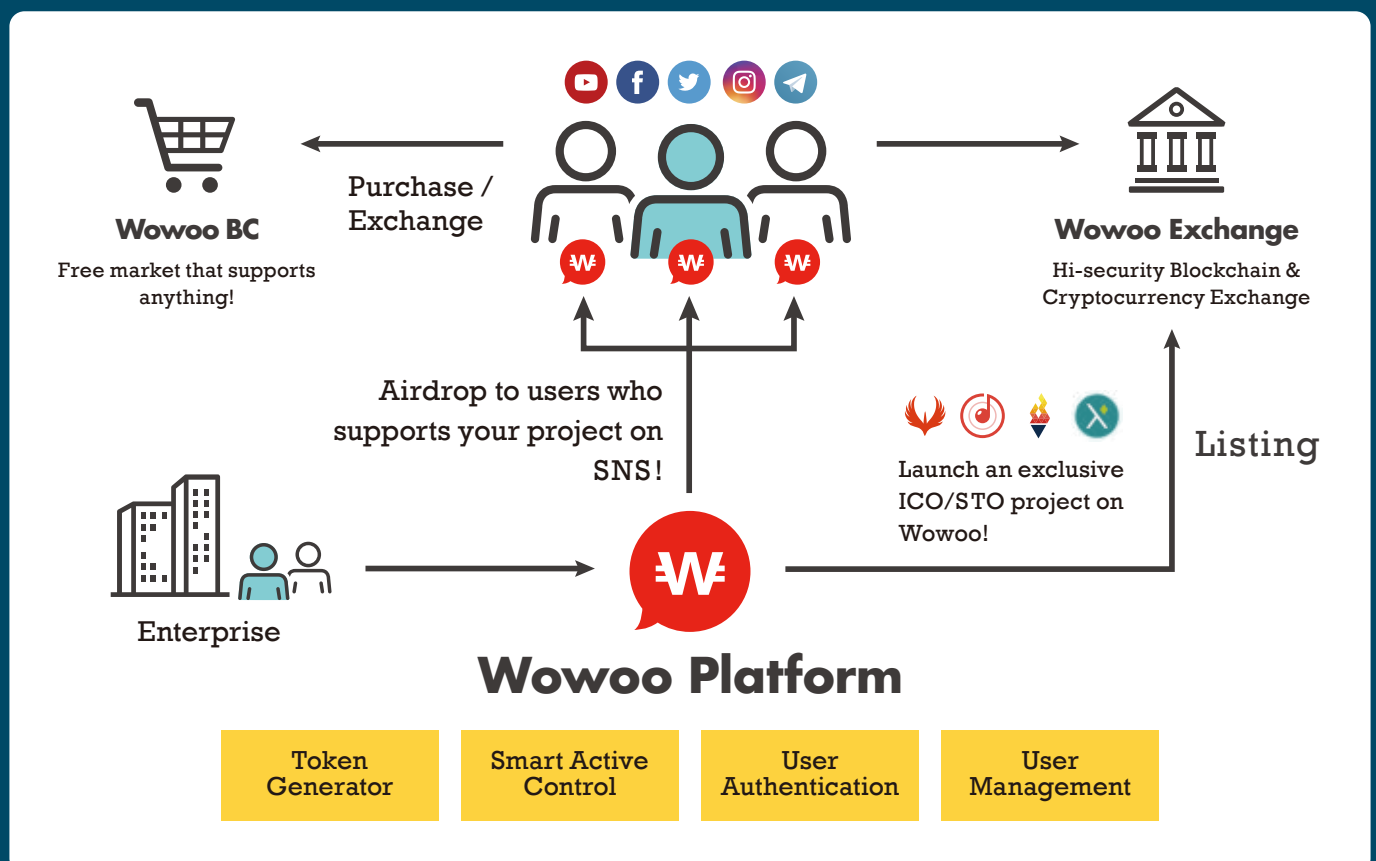 Purchase /
Exchange
Wowoo BC
Free market that supports
anything!
Wowoo Exchange
Hi-security Blockchain &
Cryptocurrency Exchange
Airdrop to users who
supports your project on
SNS!
Launch an exclusive
ICO/STO project on
Wowoo!
Listing
Enterprise
Wowoo Platform
Token
Generator
Smart Active
Control
User
Authentication
User
Management